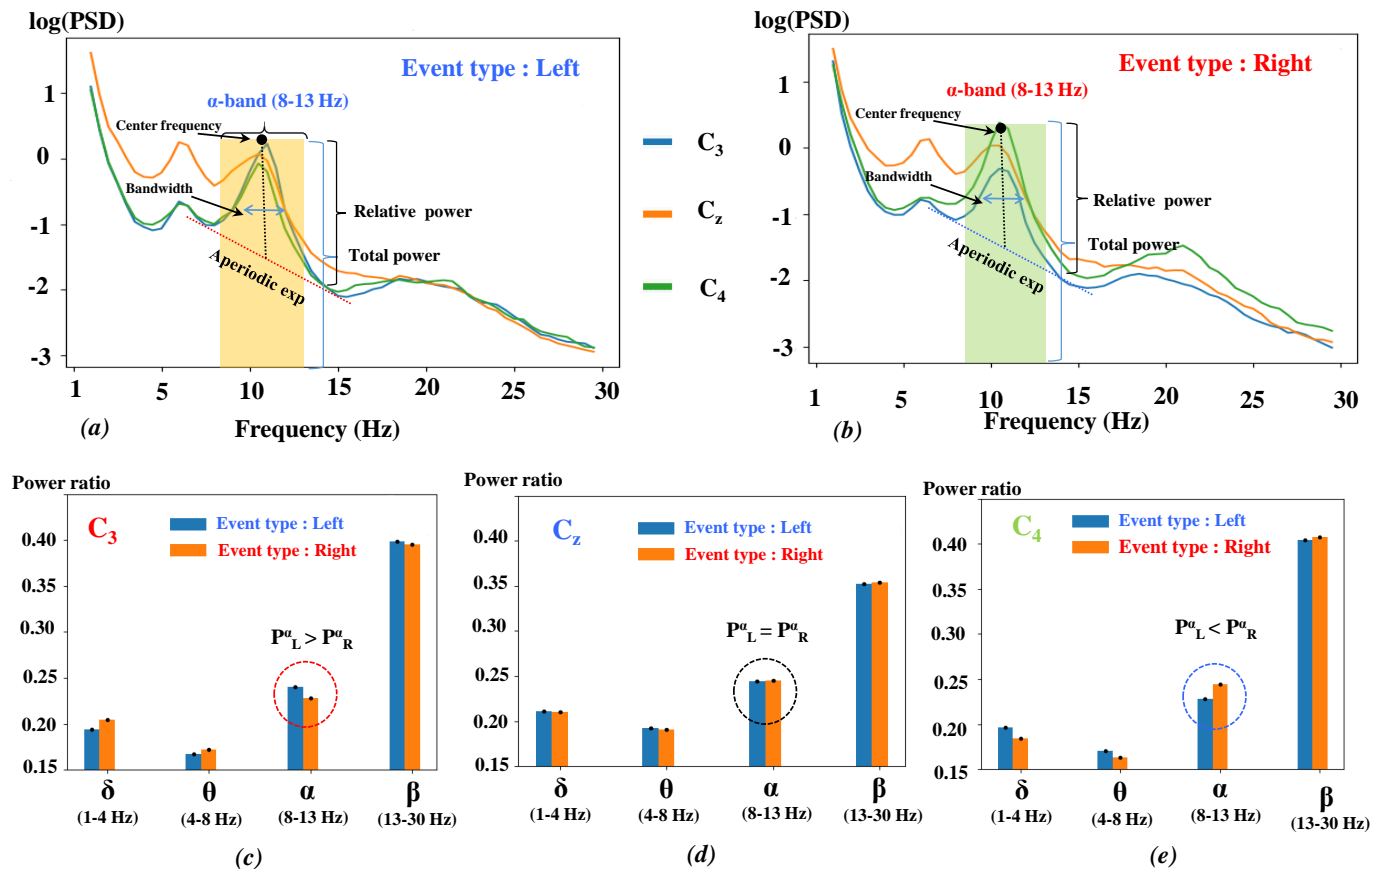 log(PSD)
Event type : Left
α-band (8-13 Hz)
Center frequency
Bandwidth
Relative power
Total power
Aperiodic exp
1
0
-1
-2
-3
1 5 10 15 20 25 30
(a) Frequency (Hz)
C3
Cz
C4
log(PSD)
Event type : Right
α-band (8-13 Hz)
Center frequency
Bandwidth
Relative power
Total power
Aperiodic exp
1
0
-1
-2
-3
1 5 10 15 20 25 30
Frequency (Hz)
(b)
Power ratio
C3
Event type : Left
Event type : Right
PαL > PαR
0.40
0.35
0.30
0.25
0.20
0.15
δ θ α β
(1-4 Hz) (4-8 Hz) (8-13 Hz) (13-30 Hz)
(c)
Power ratio
Cz
Event type : Left
Event type : Right
PαL = PαR
0.40
0.35
0.30
0.25
0.20
0.15
δ θ α β
(1-4 Hz) (4-8 Hz) (8-13 Hz) (13-30 Hz)
(d)
Power ratio
C4
Event type : Left
Event type : Right
PαL < PαR
0.40
0.35
0.30
0.25
0.20
0.15
δ θ α β
(1-4 Hz) (4-8 Hz) (8-13 Hz) (13-30 Hz)
(e)